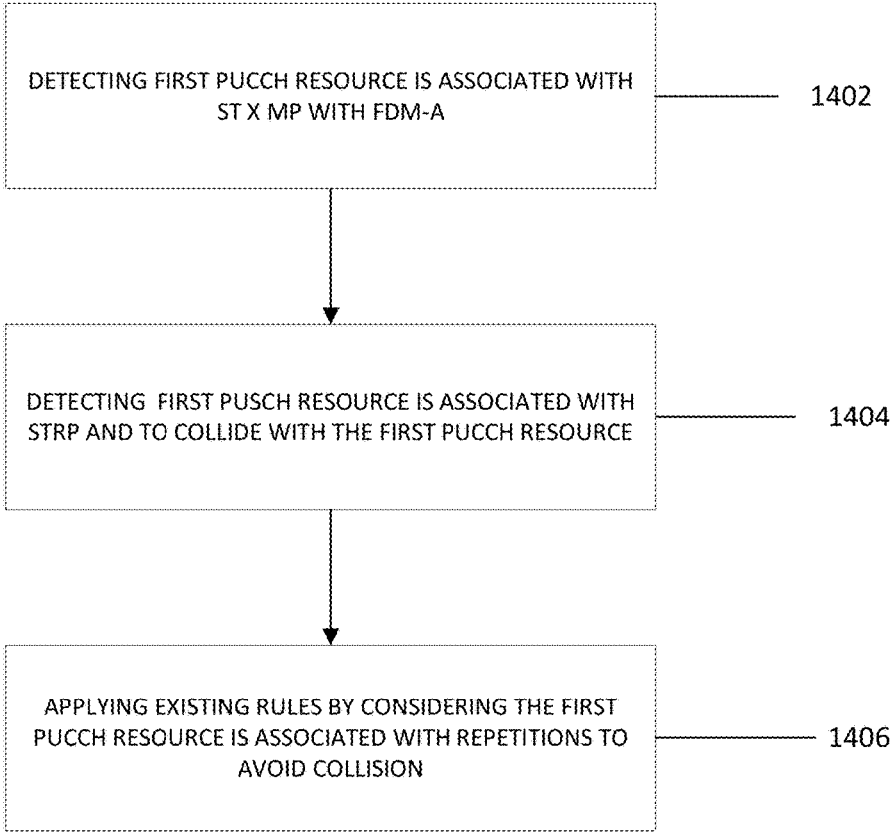 DETECTING FIRST PUCCH RESOURCE IS ASSOCIATED WITH
ST X MP WITH FDM-A
1402
DETECTING FIRST PUSCH RESOURCE IS ASSOCIATED WITH
STRP AND TO COLLIDE WITH THE FIRST PUCCH RESOURCE
1404
APPLYING EXISTING RULES BY CONSIDERING THE FIRST
PUCCH RESOURCE IS ASSOCIATED WITH REPETITIONS TO
AVOID COLLISION
1406